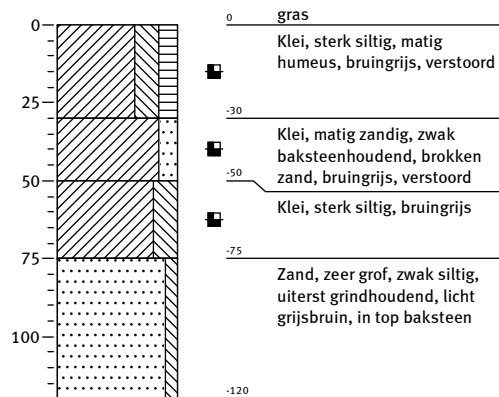 0
gras
0
Klei, sterk siltig, matig
humeus, bruingrijs, verstoord
25
-30
Klei, matig zandig, zwak
baksteenhoudend, brokken
zand, bruingrijs, verstoord
50
-50
Klei, sterk siltig, bruingrijs
75
-75
Zand, zeer grof, zwak siltig,
uiterst grindhoudend, licht
grijsbruin, in top baksteen
100
-120